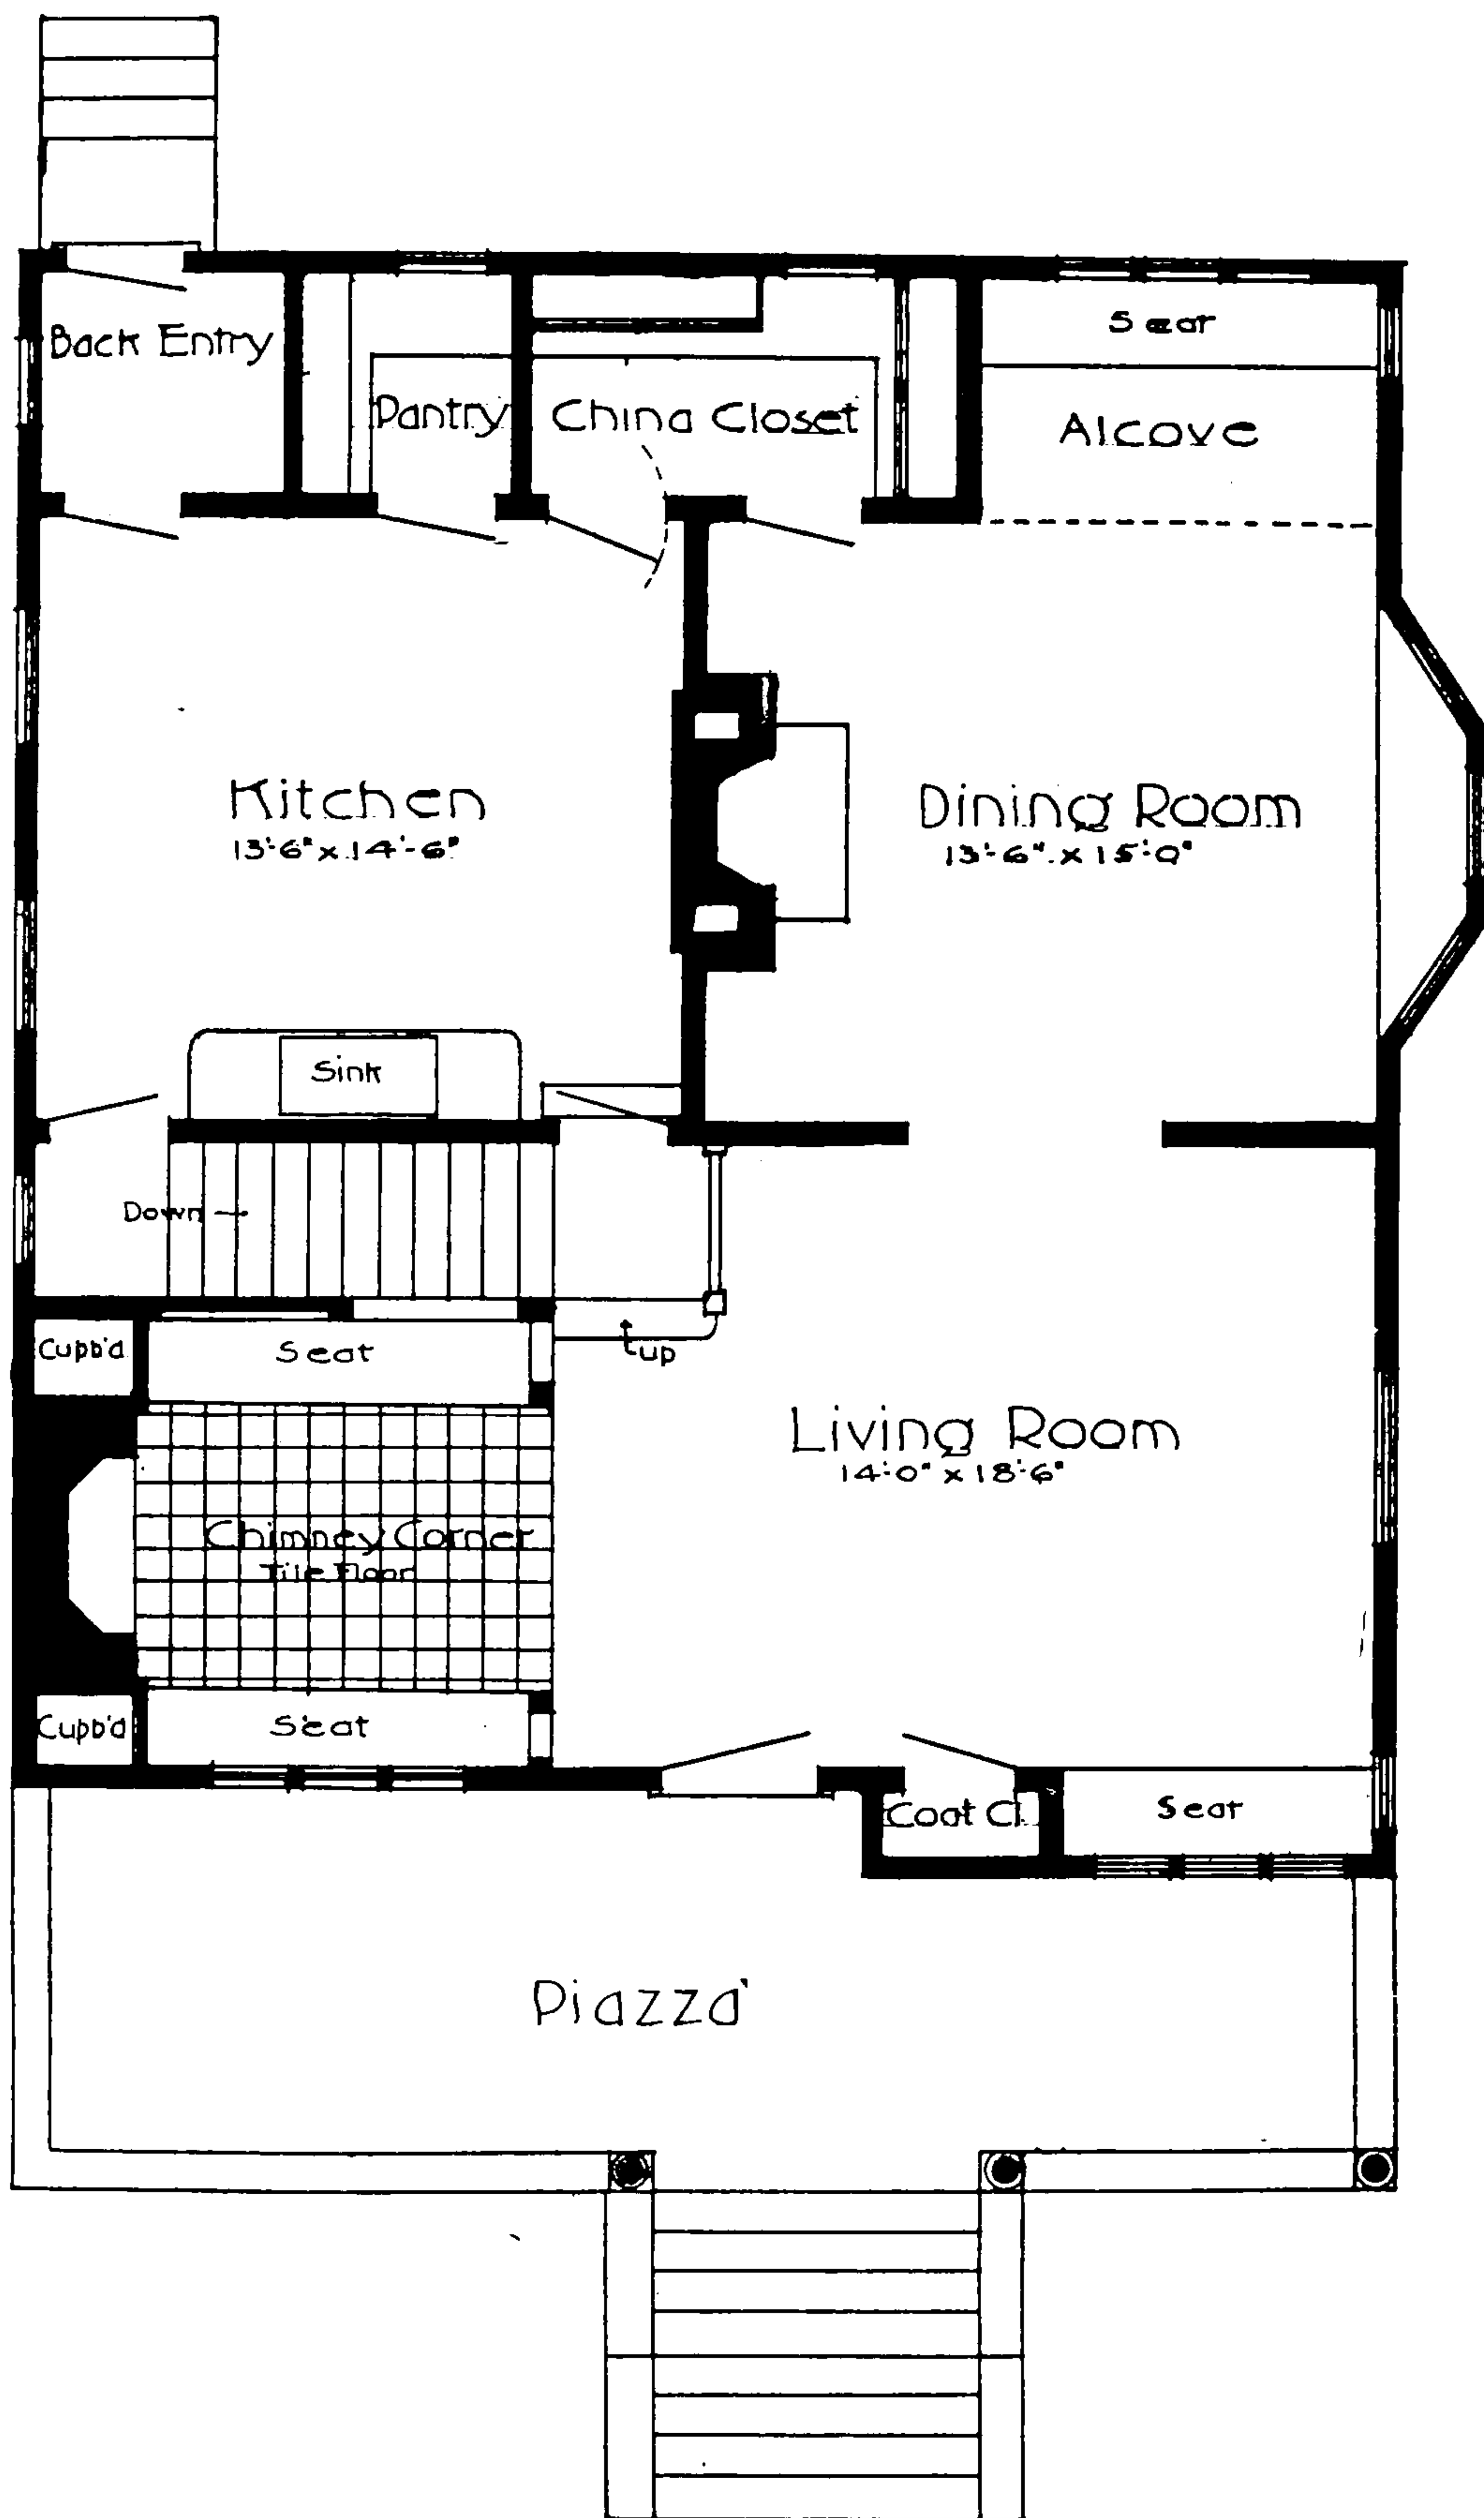 Back Entry
Pantry
China Closet
Seat
Alcove
Kitchen
13'-6" x 14'-6"
Dining Room
13'-6" x 15'-0"
Sink
Down
Cupb'd
Seat
up
Living Room
14'-0" x 18'-6"
Chimney Corner
Tile Floor
Cupb'd
Seat
Coat Cl.
Seat
Piazza